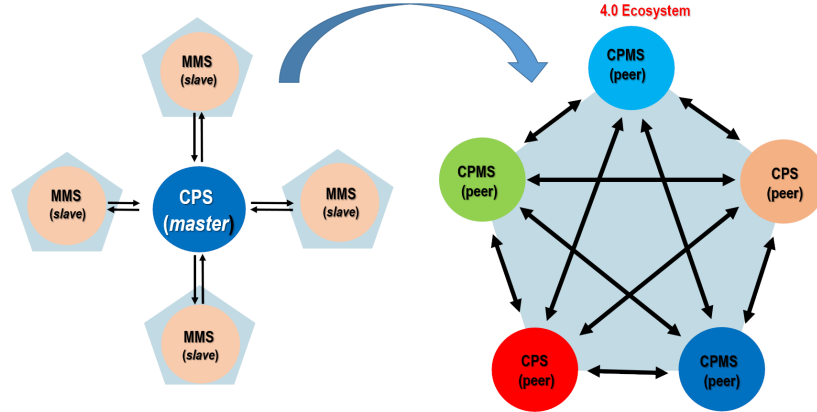 4.0 Ecosystem
MMS
(slave)
MMS
(slave)
CPS
(master)
MMS
(slave)
MMS
(slave)
CPMS
(peer)
CPMS
(peer)
CPS
(peer)
CPS
(peer)
CPMS
(peer)